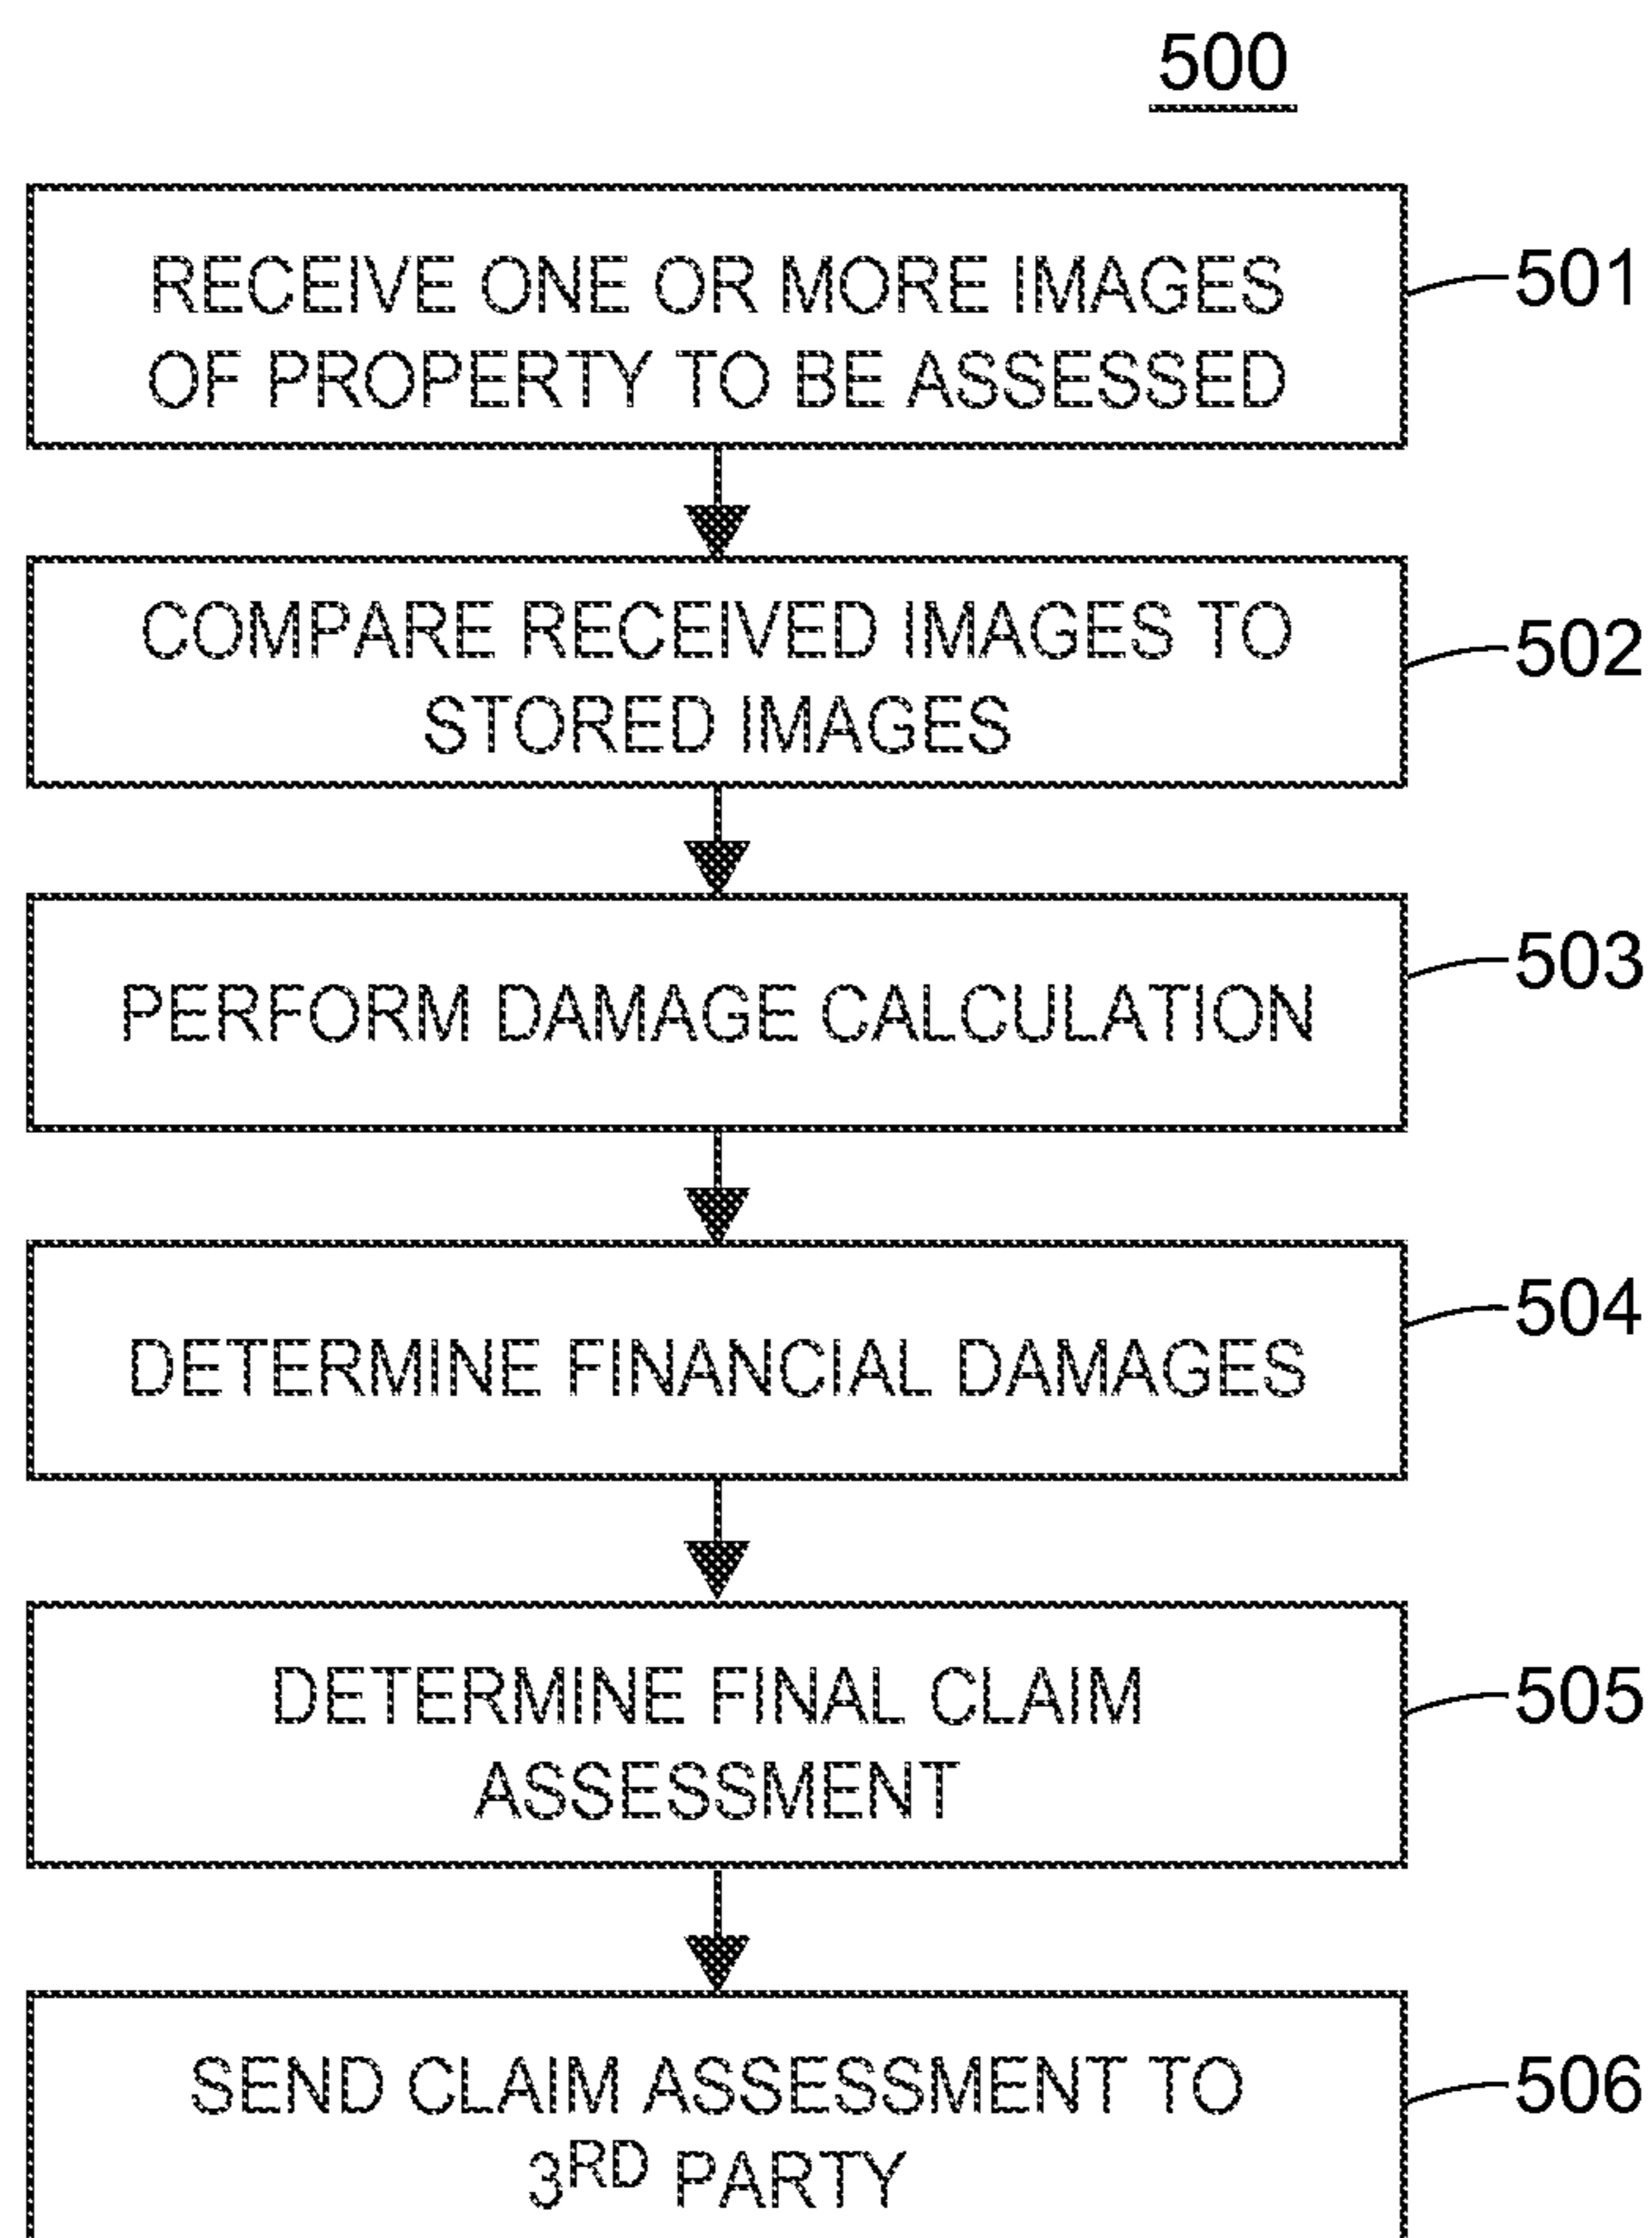 500
RECEIVE ONE OR MORE IMAGES
OF PROPERTY TO BE ASSESSED
501
COMPARE RECEIVED IMAGES TO
STORED IMAGES
502
PERFORM DAMAGE CALCULATION
503
DETERMINE FINANCIAL DAMAGES
504
DETERMINE FINAL CLAIM
ASSESSMENT
505
SEND CLAIM ASSESSMENT TO
3RD PARTY
506